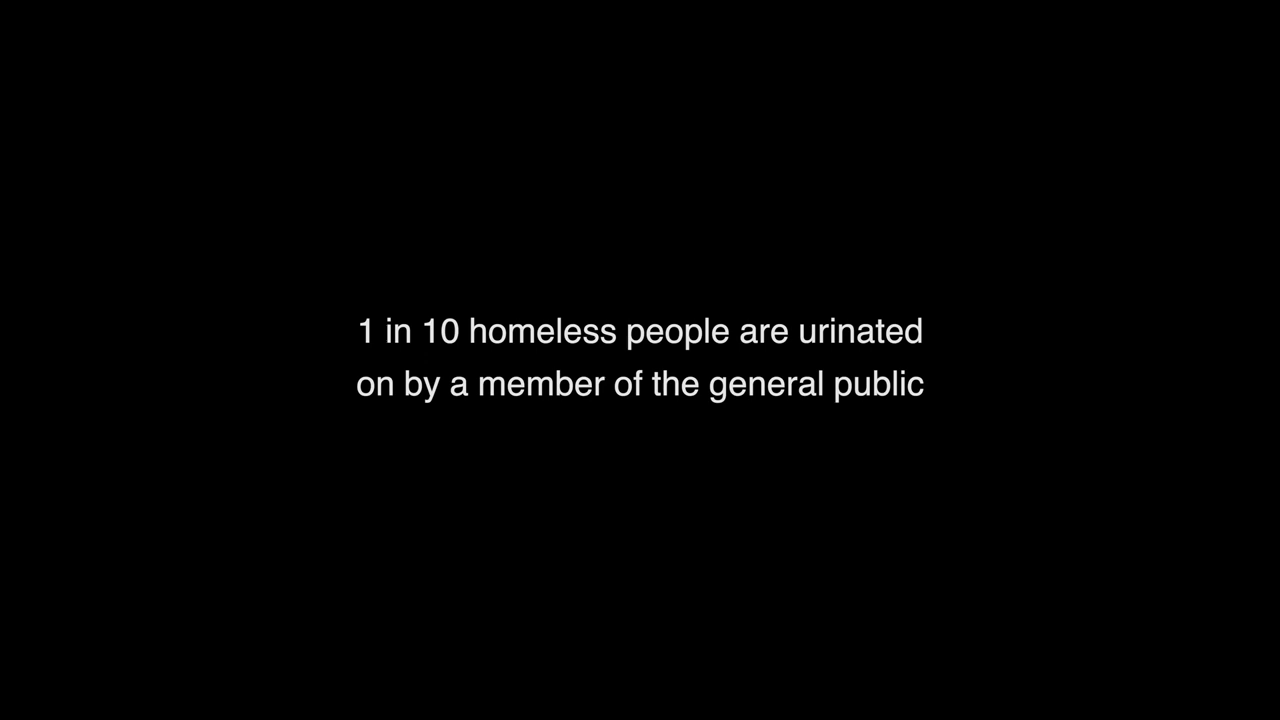 1 in 10 homeless people are urinated
on by a member of the general public